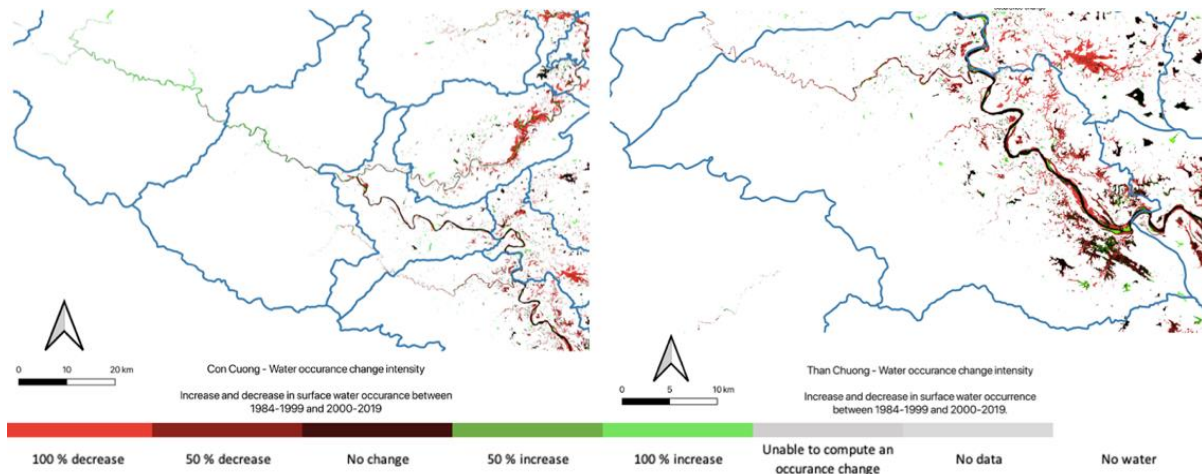 0 10 20 km
Con Cuong - Water occurance change intensity
Increase and decrease in surface water occurance between
1984-1999 and 2000-2019
0 5 10 km
Than Chuong - Water occurance change intensity
Increase and decrease in surface water occurrence
between 1984-1999 and 2000-2019.
100 % decrease
50 % decrease
No change
50 % increase
100 % increase
Unable to compute an
occurance change
No data
No water